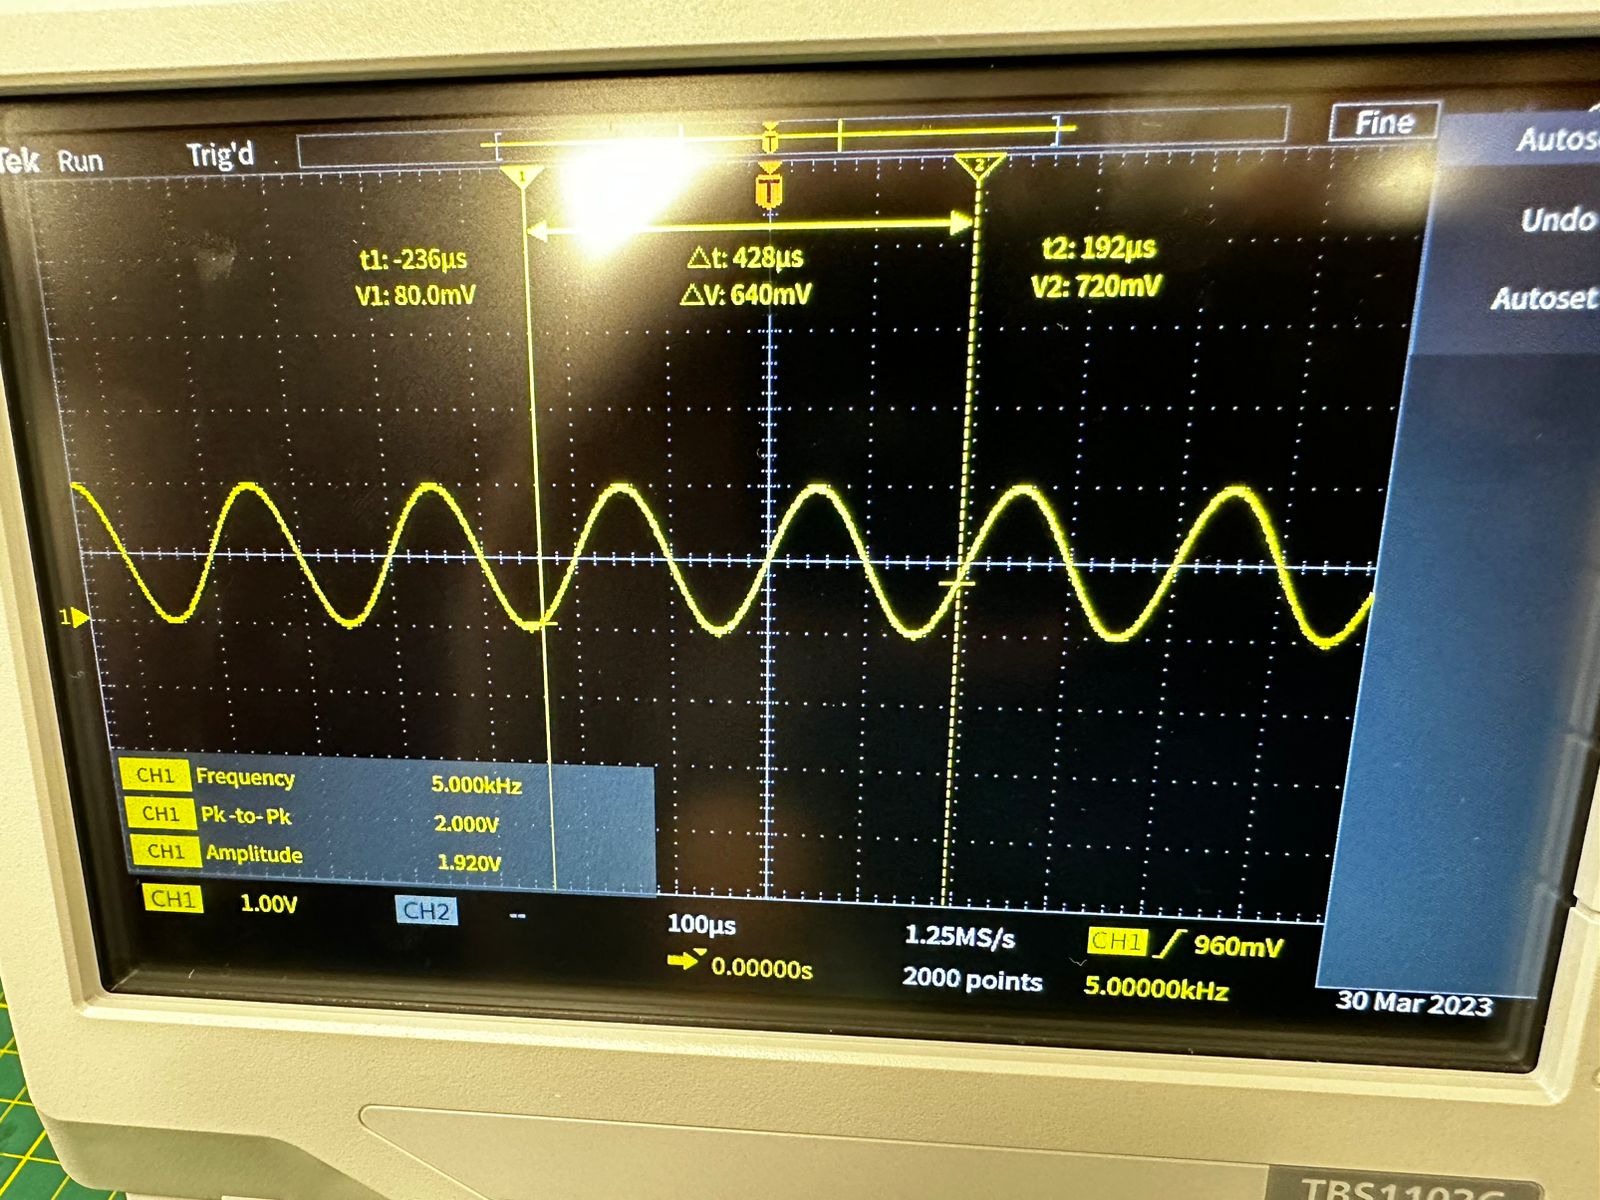 Tek Run Trig'd Fine
T
T
1 2
t1: -236µs △t: 428µs t2: 192µs
V1: 80.0mV △V: 640mV V2: 720mV
Undo
Autoset
1
CH1 Frequency 5.000kHz
CH1 Pk-to-Pk 2.000V
CH1 Amplitude 1.920V
CH1 1.00V CH2 -- 100µs 1.25MS/s CH1 960mV
0.00000s 2000 points 5.00000kHz
30 Mar 2023